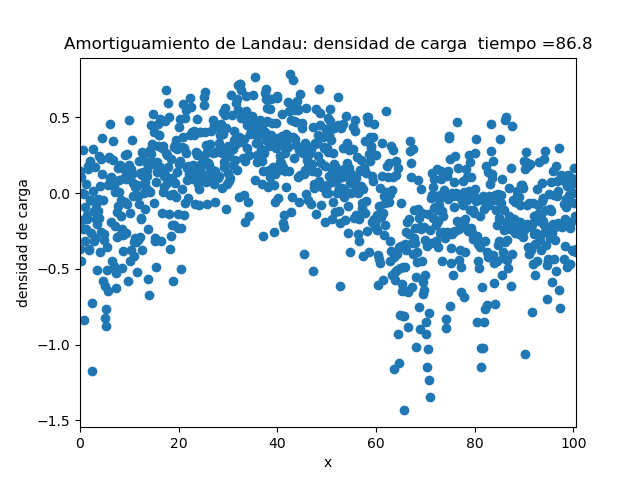 Amortiguamiento de Landau: densidad de carga  tiempo =86.8
densidad de carga
0.5
0.0
−0.5
−1.0
−1.5
0 20 40 60 80 100
x